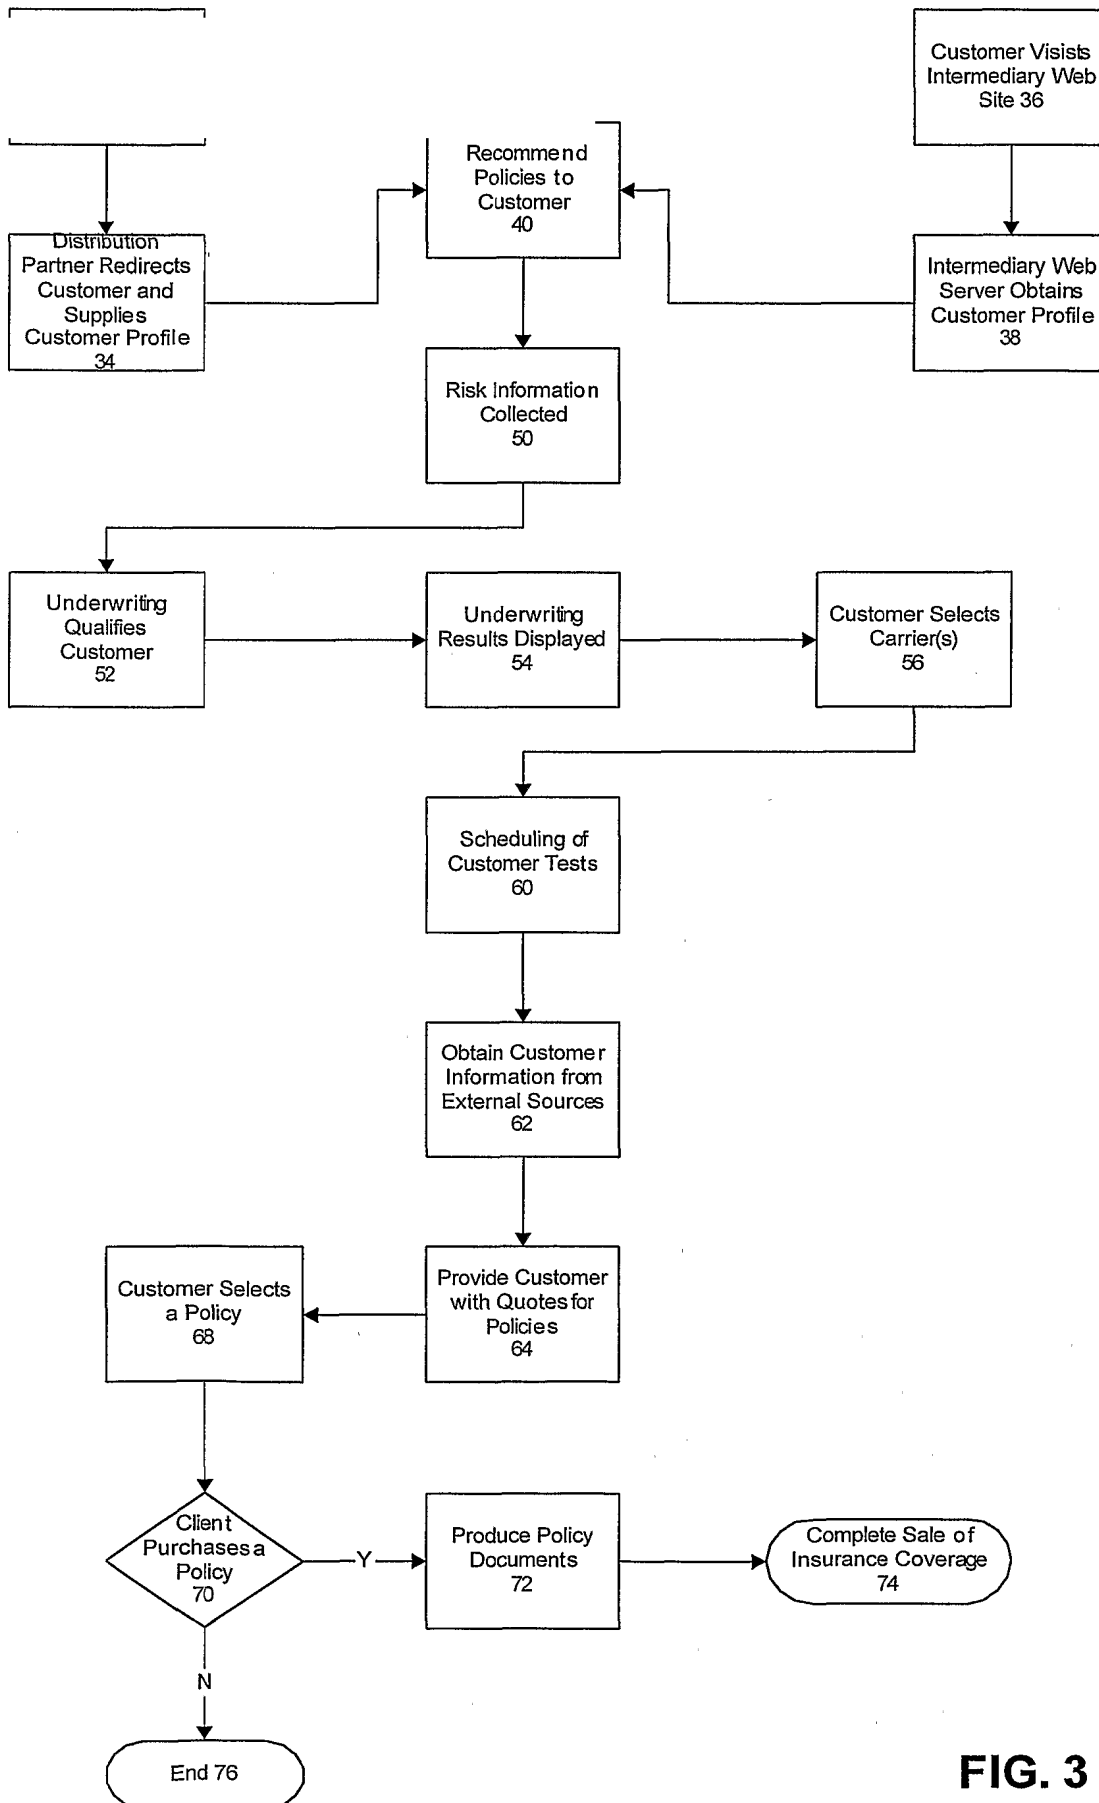 Customer Visists
Intermediary Web
Site 36
Recommend
Policies to
Customer
40
Distribution
Partner Redirects
Customer and
Supplies
Customer Profile
34
Intermediary Web
Server Obtains
Customer Profile
38
Risk Information
Collected
50
Underwriting
Qualifies
Customer
52
Underwriting
Results Displayed
54
Customer Selects
Carrier(s)
56
Scheduling of
Customer Tests
60
Obtain Customer
Information from
External Sources
62
Customer Selects
a Policy
68
Provide Customer
with Quotes for
Policies
64
Client
Purchases a
Policy
70
Y
Produce Policy
Documents
72
Complete Sale of
Insurance Coverage
74
N
End 76
FIG. 3